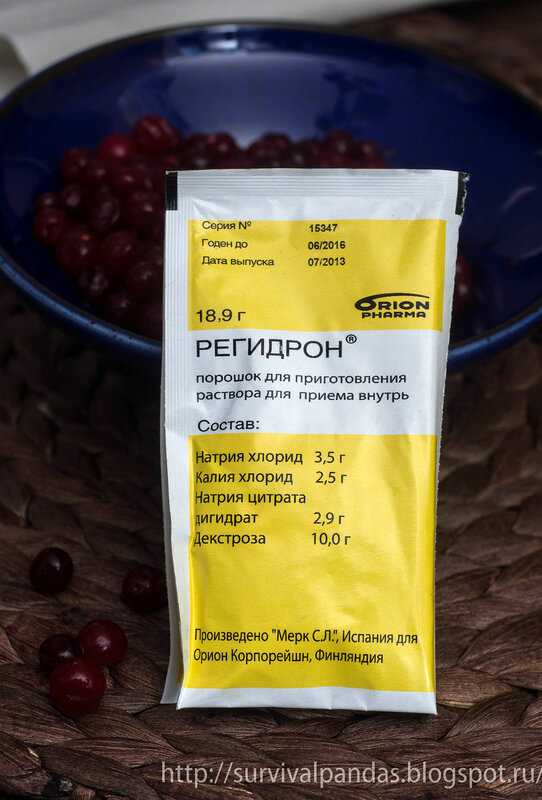 Серия № 15347
Годен до 06/2016
Дата выпуска 07/2013
18,9 г
ORION
PHARMA
РЕГИДРОН®
порошок для приготовления
раствора для приема внутрь
Состав:
Натрия хлорид 3,5 г
Калия хлорид 2,5 г
Натрия цитрата
дигидрат 2,9 г
Декстроза 10,0 г
Произведено "Мерк С.Л.", Испания для
Орион Корпорейшн, Финляндия
http://survivalpandas.blogspot.ru/